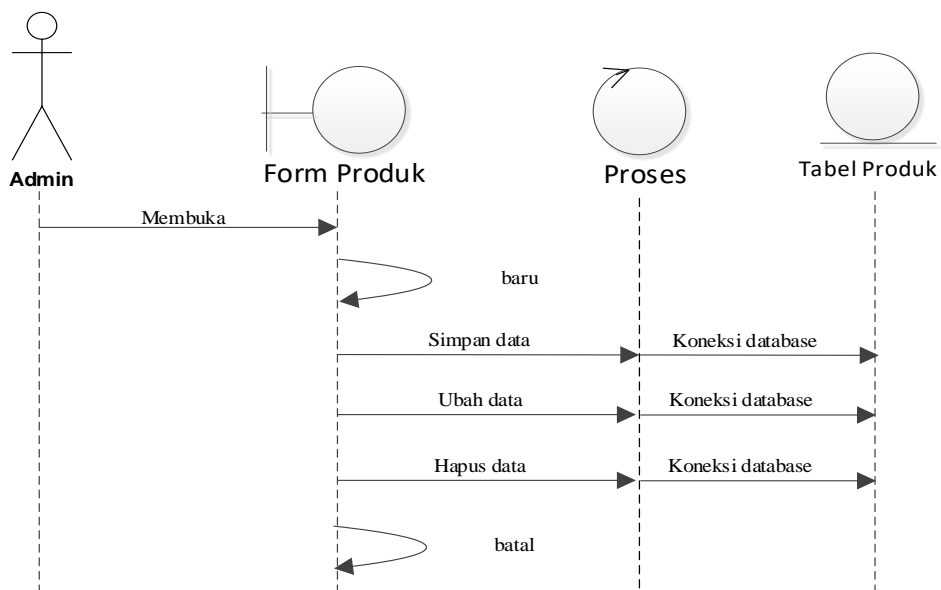 Admin
Form Produk
Proses
Tabel Produk
Membuka
baru
Simpan data
Koneksi database
Ubah data
Koneksi database
Hapus data
Koneksi database
batal